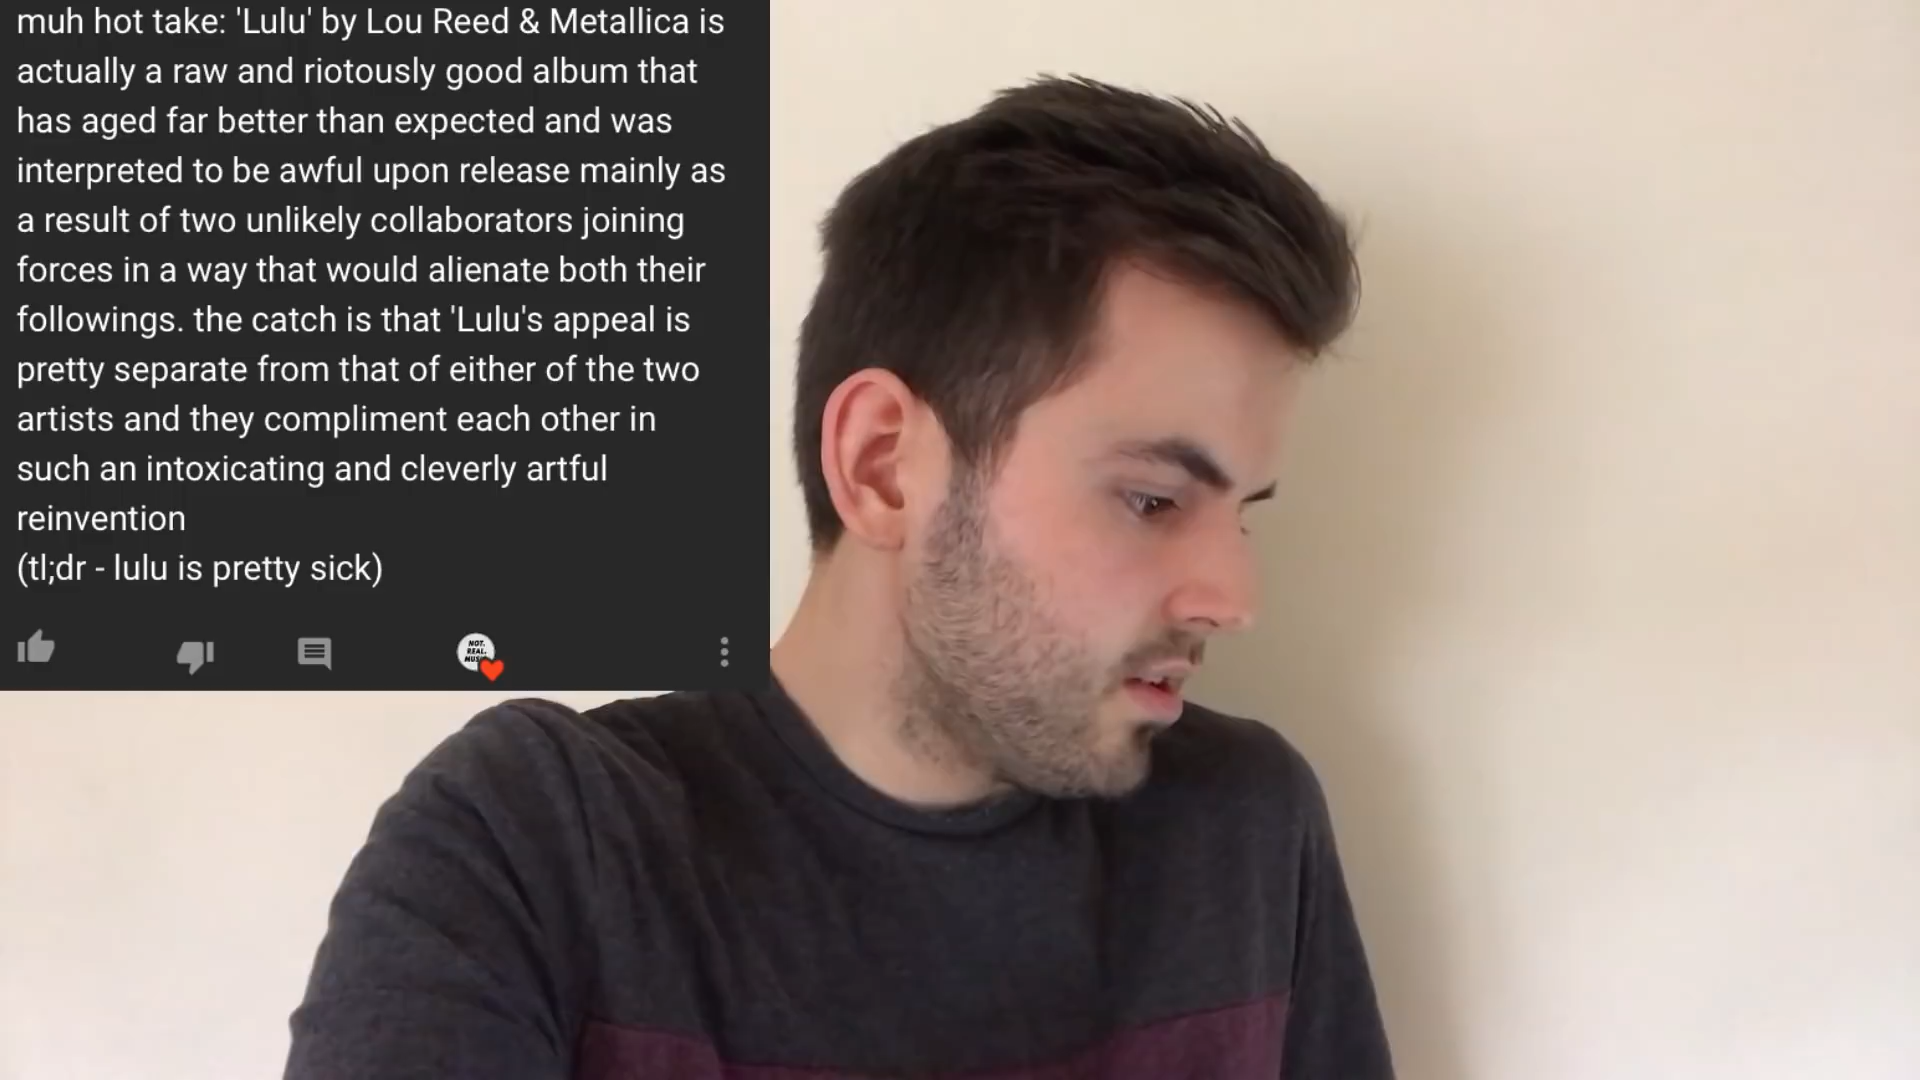 muh hot take: 'Lulu' by Lou Reed & Metallica is
actually a raw and riotously good album that
has aged far better than expected and was
interpreted to be awful upon release mainly as
a result of two unlikely collaborators joining
forces in a way that would alienate both their
followings. the catch is that 'Lulu's appeal is
pretty separate from that of either of the two
artists and they compliment each other in
such an intoxicating and cleverly artful
reinvention
(tl;dr - lulu is pretty sick)
NOT.
REAL.
MUSIC.